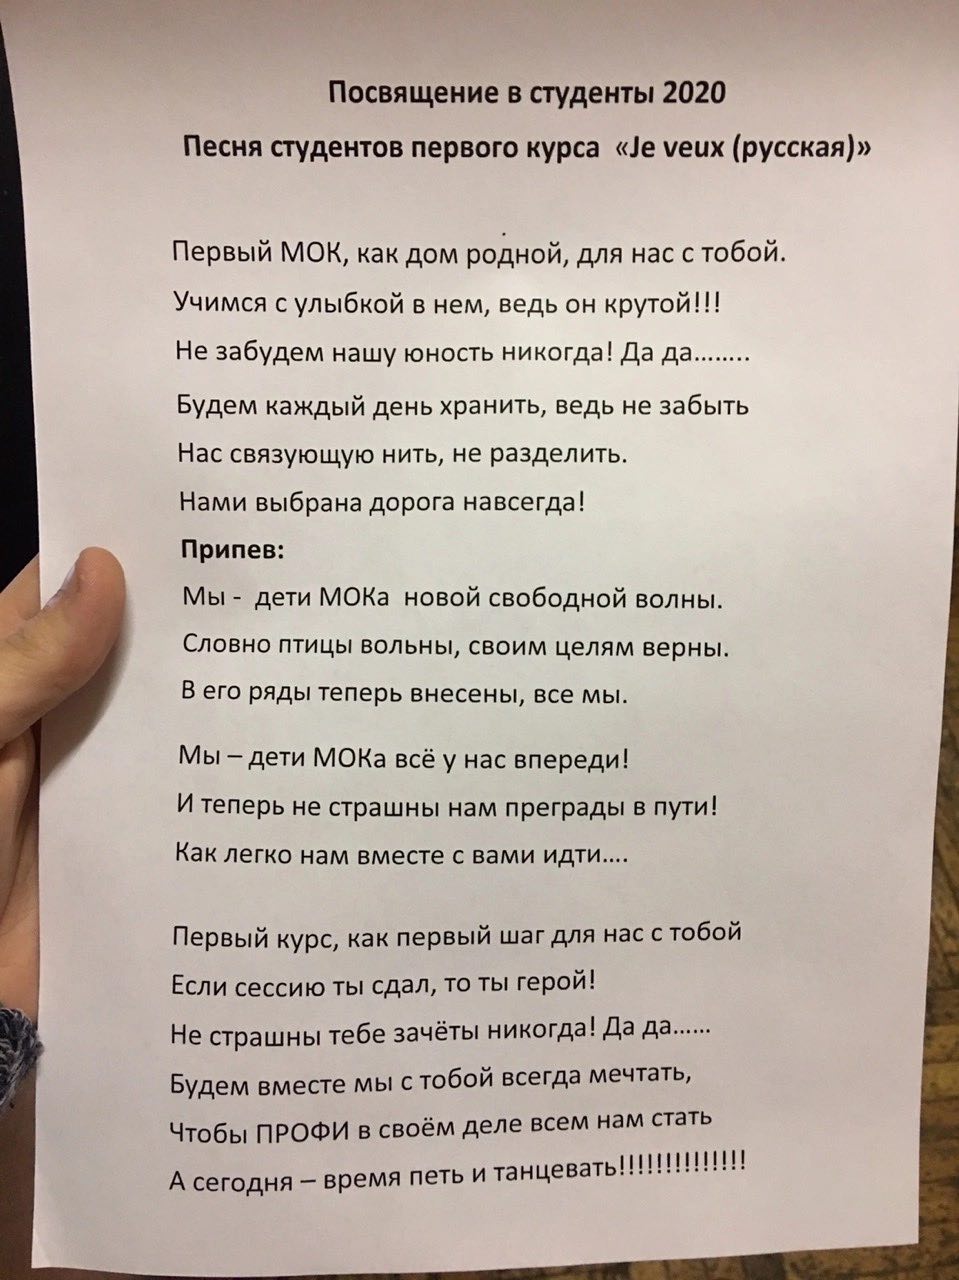 Посвящение в студенты 2020
Песня студентов первого курса «Je veux (русская)»
Первый МОК, как дом родной, для нас с тобой.
Учимся с улыбкой в нем, ведь он крутой!!!
Не забудем нашу юность никогда! Да да........
Будем каждый день хранить, ведь не забыть
Нас связующую нить, не разделить.
Нами выбрана дорога навсегда!
Припев:
Мы - дети МОКа новой свободной волны.
Словно птицы вольны, своим целям верны.
В его ряды теперь внесены, все мы.
Мы – дети МОКа всё у нас впереди!
И теперь не страшны нам преграды в пути!
Как легко нам вместе с вами идти....
Первый курс, как первый шаг для нас с тобой
Если сессию ты сдал, то ты герой!
Не страшны тебе зачёты никогда! Да да......
Будем вместе мы с тобой всегда мечтать,
Чтобы ПРОФИ в своём деле всем нам стать
А сегодня – время петь и танцевать!!!!!!!!!!!!!!